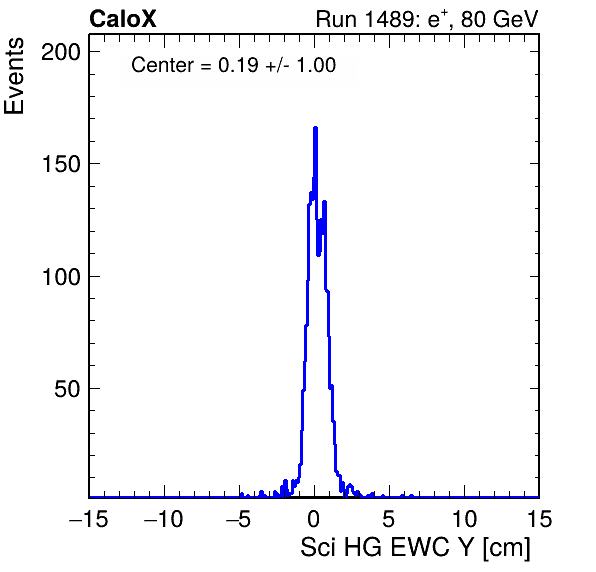 CaloX Run 1489: e+, 80 GeV
Center = 0.19 +/- 1.00
Events
200
150
100
50
−15 −10 −5 0 5 10 15
Sci HG EWC Y [cm]